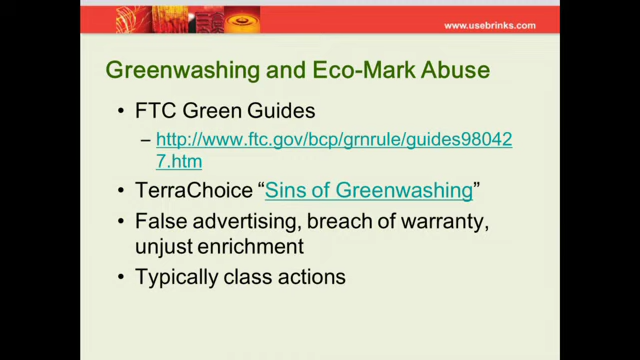 www.usebrinks.com
Greenwashing and Eco-Mark Abuse
• FTC Green Guides
– http://www.ftc.gov/bcp/grnrule/guides98042
7.htm
• TerraChoice “Sins of Greenwashing”
• False advertising, breach of warranty,
unjust enrichment
• Typically class actions